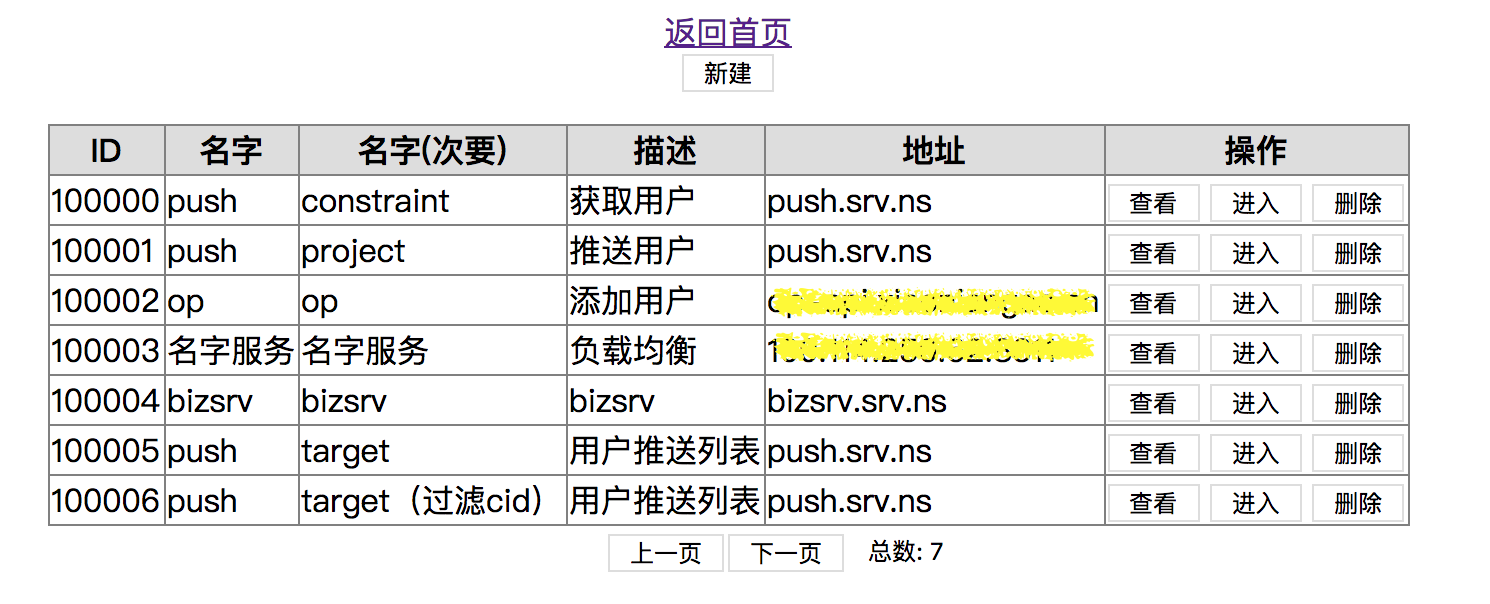 返回首页
新建
ID 名字 名字(次要) 描述 地址 操作
100000 push constraint 获取用户 push.srv.ns 查看 进入 删除
100001 push project 推送用户 push.srv.ns 查看 进入 删除
100002 op op 添加用户 查看 进入 删除
100003 名字服务 名字服务 负载均衡 查看 进入 删除
100004 bizsrv bizsrv bizsrv bizsrv.srv.ns 查看 进入 删除
100005 push target 用户推送列表 push.srv.ns 查看 进入 删除
100006 push target（过滤cid） 用户推送列表 push.srv.ns 查看 进入 删除
上一页 下一页 总数: 7